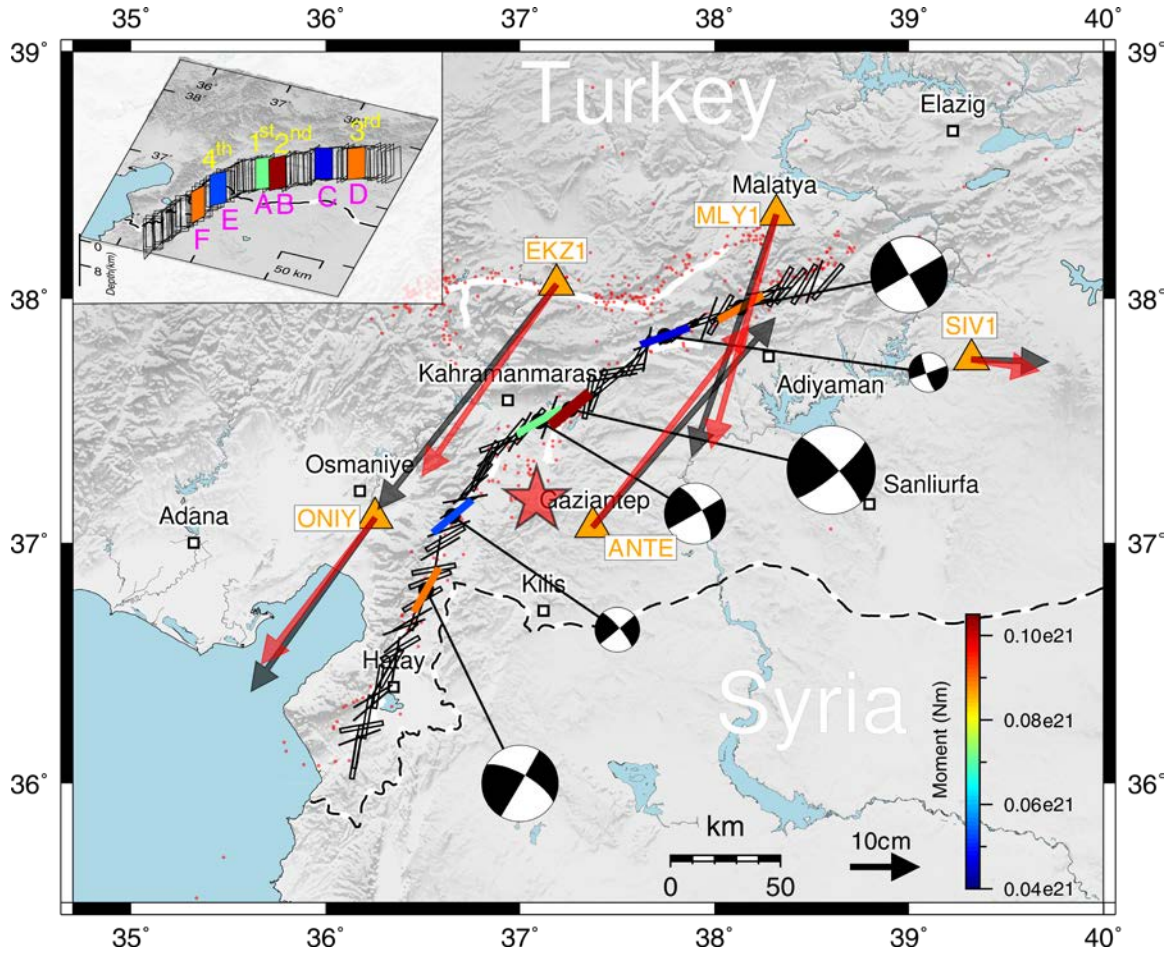 35° 36° 37° 38° 39° 40°
39° 39°
38° 38°
37° 37°
36° 36°
Turkey
Elazig
Malatya
MLY1
EKZ1
SIV1
Kahramanmaras
Adiyaman
Osmaniye
Sanliurfa
Gaziantep
ONIY
Adana
ANTE
Kilis
Hatay
Syria
36°
37°
38°
37°
4th 1st 2nd 3rd
A B C D
E
F
0
8
Depth(km)
50 km
km
0 50
10cm
Moment (Nm)
0.10e21
0.08e21
0.06e21
0.04e21
35° 36° 37° 38° 39° 40°